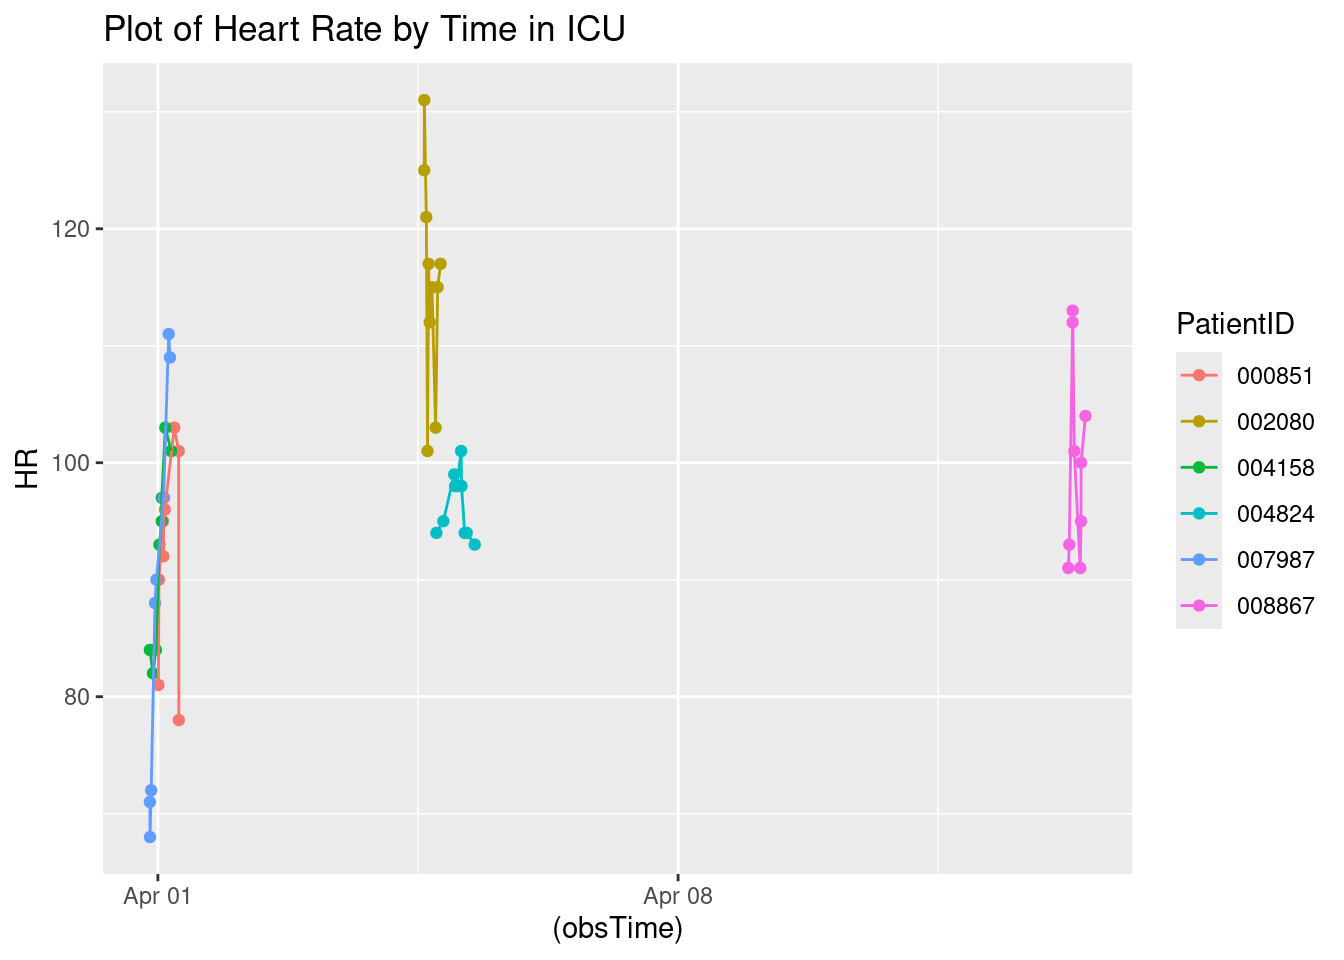 Plot of Heart Rate by Time in ICU
HR
120
100
80
Apr 01
Apr 08
(obsTime)
PatientID
000851
002080
004158
004824
007987
008867